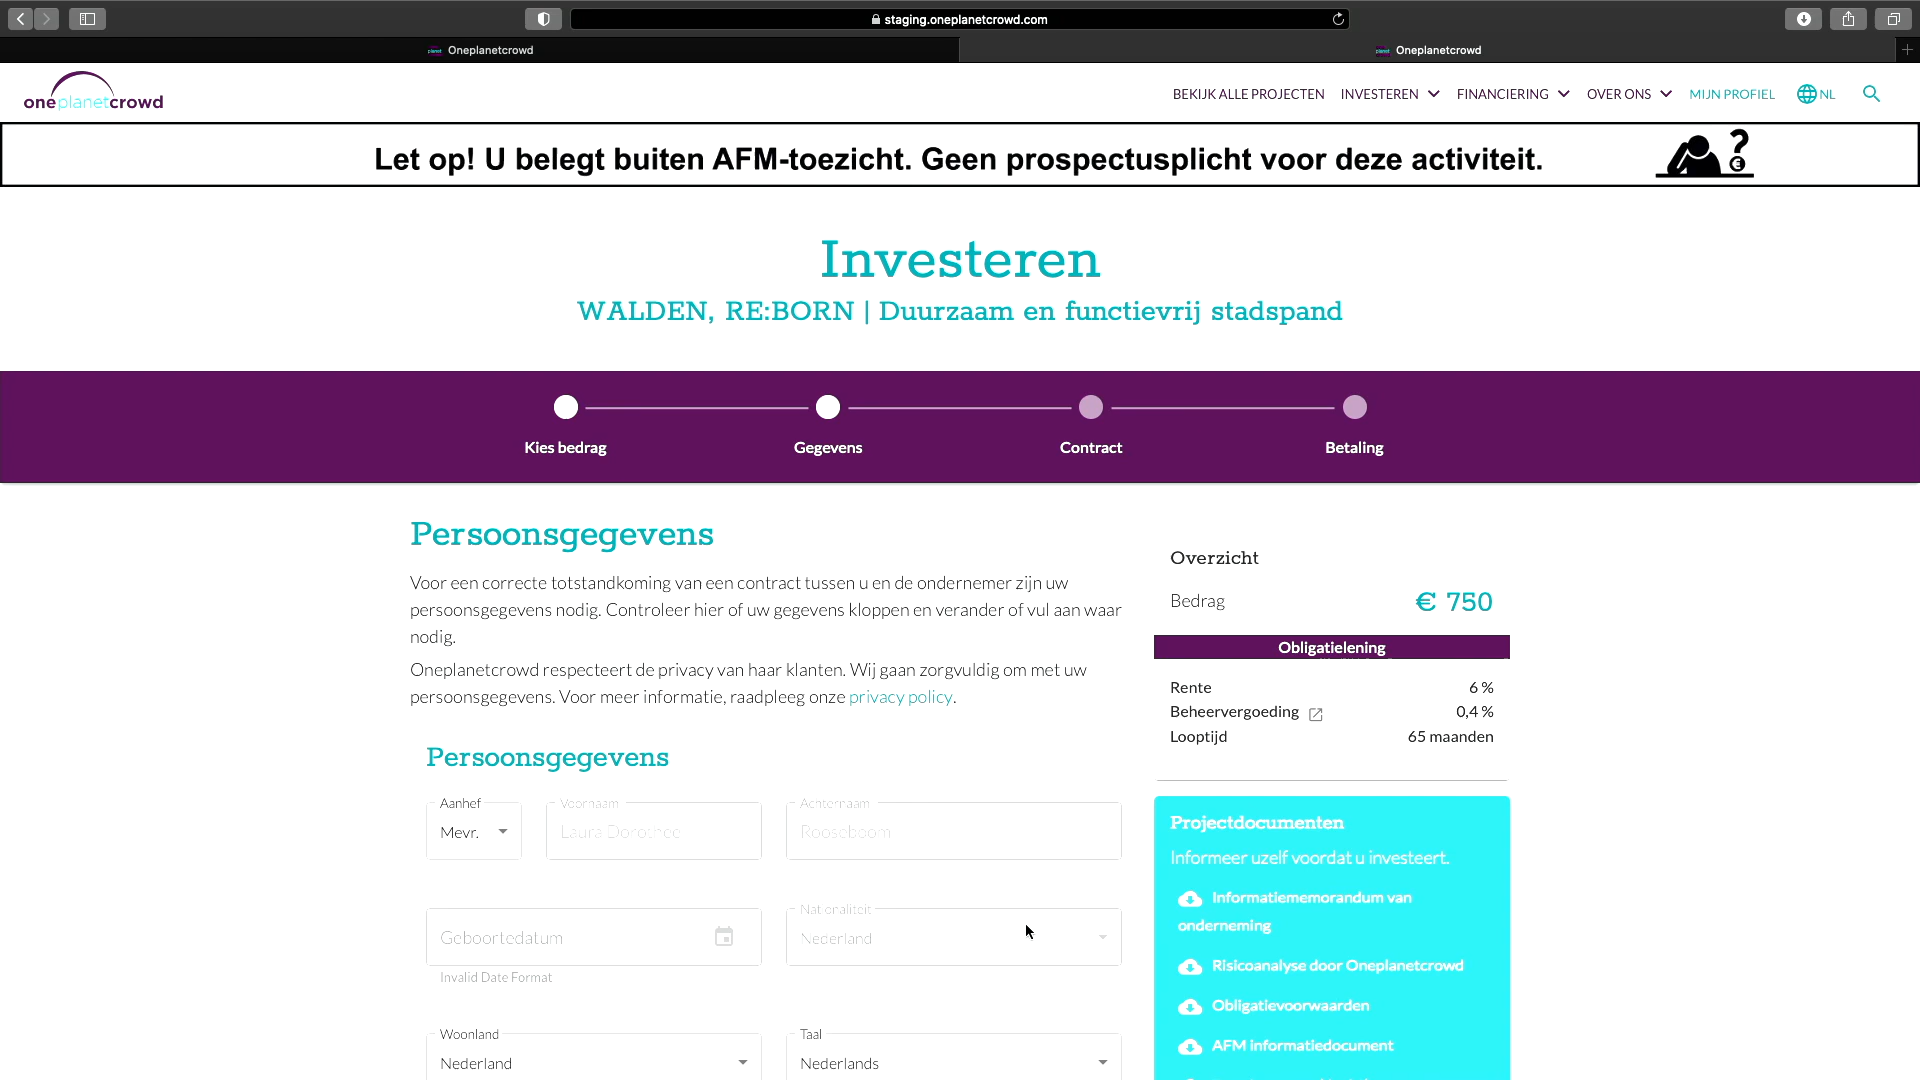 staging.oneplanetcrowd.com
Oneplanetcrowd
Oneplanetcrowd
oneplanetcrowd
BEKIJK ALLE PROJECTEN INVESTEREN FINANCIERING OVER ONS MIJN PROFIEL NL
Let op! U belegt buiten AFM-toezicht. Geen prospectusplicht voor deze activiteit.
Investeren
WALDEN, RE:BORN | Duurzaam en functievrij stadspand
Kies bedrag Gegevens Contract Betaling
Persoonsgegevens
Voor een correcte totstandkoming van een contract tussen u en de ondernemer zijn uw
persoonsgegevens nodig. Controleer hier of uw gegevens kloppen en verander of vul aan waar
nodig.
Oneplanetcrowd respecteert de privacy van haar klanten. Wij gaan zorgvuldig om met uw
persoonsgegevens. Voor meer informatie, raadpleeg onze privacy policy.
Persoonsgegevens
Aanhef
Mevr.
Voornaam
Laura Dorothee
Achternaam
Rooseboom
Geboortedatum
Invalid Date Format
Nationaliteit
Nederland
Woonland
Nederland
Taal
Nederlands
Overzicht
Bedrag € 750
Obligatielening
Rente 6 %
Beheervergoeding 0,4 %
Looptijd 65 maanden
Projectdocumenten
Informeer uzelf voordat u investeert.
Informatiememorandum van
onderneming
Risicoanalyse door Oneplanetcrowd
Obligatievoorwaarden
AFM informatiedocument